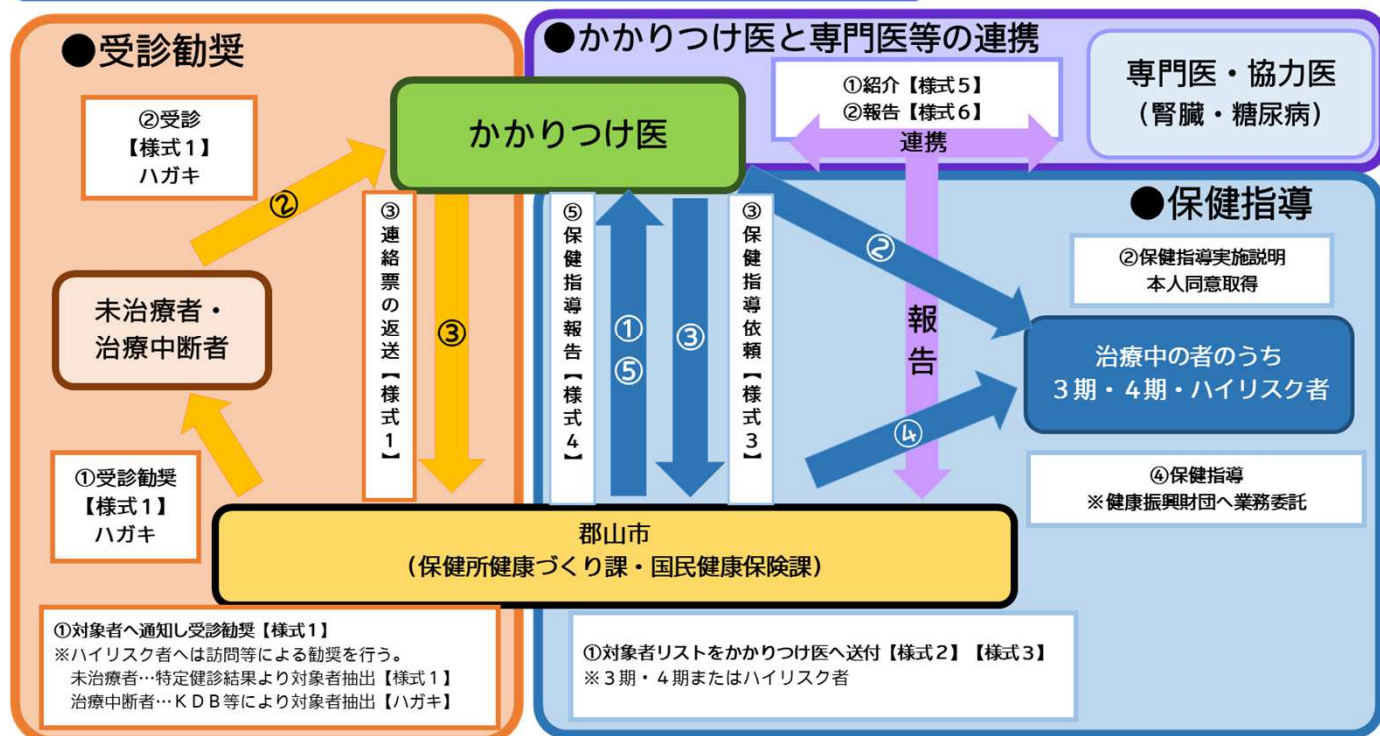 ●受診勧奨
②受診
【様式１】
ハガキ
②
未治療者・
治療中断者
①受診勧奨
【様式１】
ハガキ
かかりつけ医
③連絡票の返送【様式１】
③
●かかりつけ医と専門医等の連携
①紹介【様式５】
②報告【様式６】
連携
専門医・協力医
（腎臓・糖尿病）
報告
●保健指導
⑤保健指導報告【様式４】
①
⑤
③
③保健指導依頼【様式３】
②
②保健指導実施説明
本人同意取得
治療中の者のうち
３期・４期・ハイリスク者
④
④保健指導
※健康振興財団へ業務委託
郡山市
（保健所健康づくり課・国民健康保険課）
①対象者へ通知し受診勧奨【様式１】
※ハイリスク者へは訪問等による勧奨を行う。
未治療者…特定健診結果より対象者抽出【様式１】
治療中断者…ＫＤＢ等により対象者抽出【ハガキ】
①対象者リストをかかりつけ医へ送付【様式２】【様式３】
※３期・４期またはハイリスク者